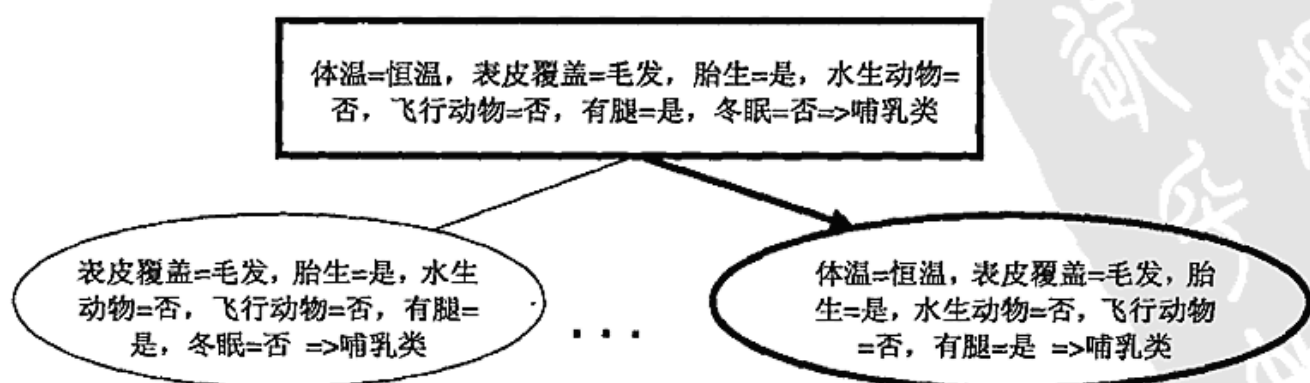 体温=恒温，表皮覆盖=毛发，胎生=是，水生动物=
否，飞行动物=否，有腿=是，冬眠=否=>哺乳类
表皮覆盖=毛发，胎生=是，水生
动物=否，飞行动物=否，有腿=
是，冬眠=否 =>哺乳类
...
体温=恒温，表皮覆盖=毛发，胎
生=是，水生动物=否，飞行动物
=否，有腿=是 =>哺乳类